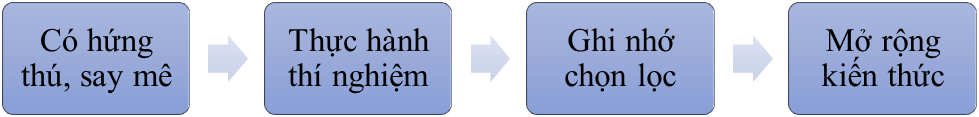 Có hứng
thú, say mê
Thực hành
thí nghiệm
Ghi nhớ
chọn lọc
Mở rộng
kiến thức